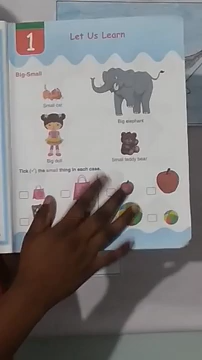 1
Let Us Learn
Big-Small
Small cat
Big elephant
Big doll
Small teddy bear
Tick (✓) the small thing in each case.